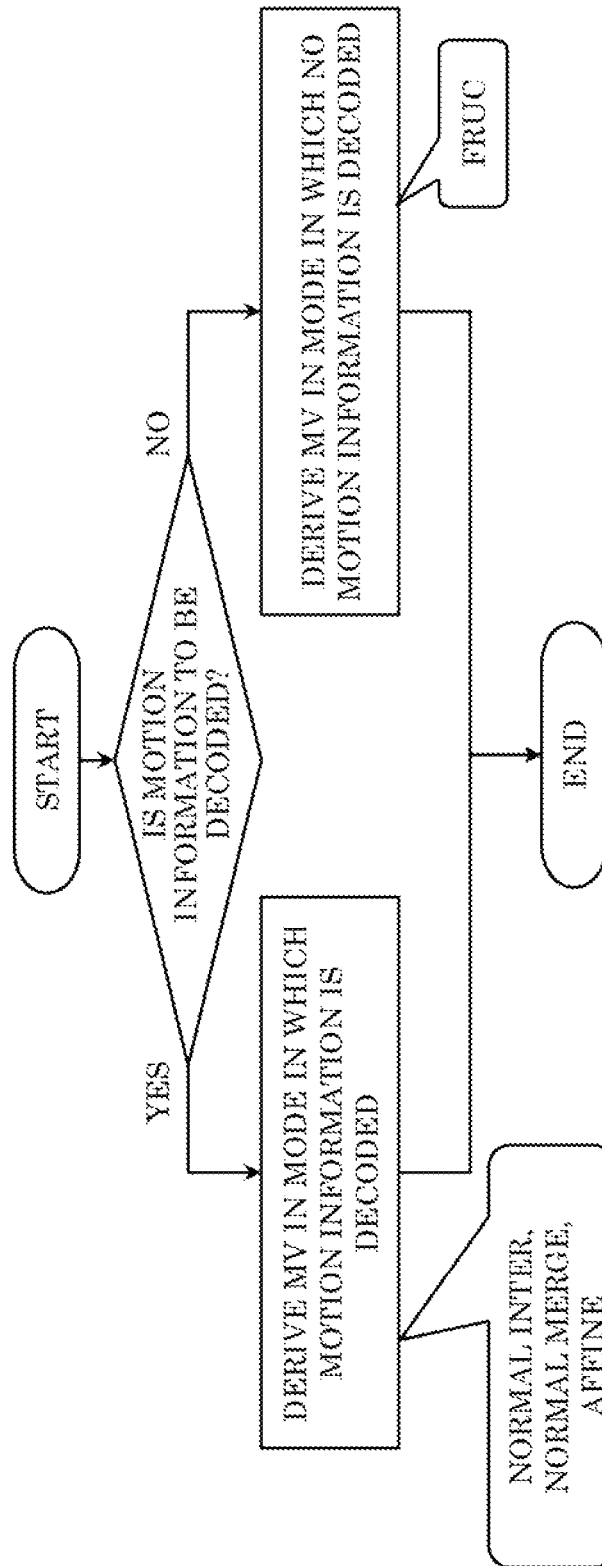 START
IS MOTION
INFORMATION TO BE
DECODED?
YES
NO
DERIVE MV IN MODE IN WHICH
MOTION INFORMATION IS
DECODED
DERIVE MV IN MODE IN WHICH NO
MOTION INFORMATION IS DECODED
NORMAL INTER,
NORMAL MERGE,
AFFINE
FRUC
END